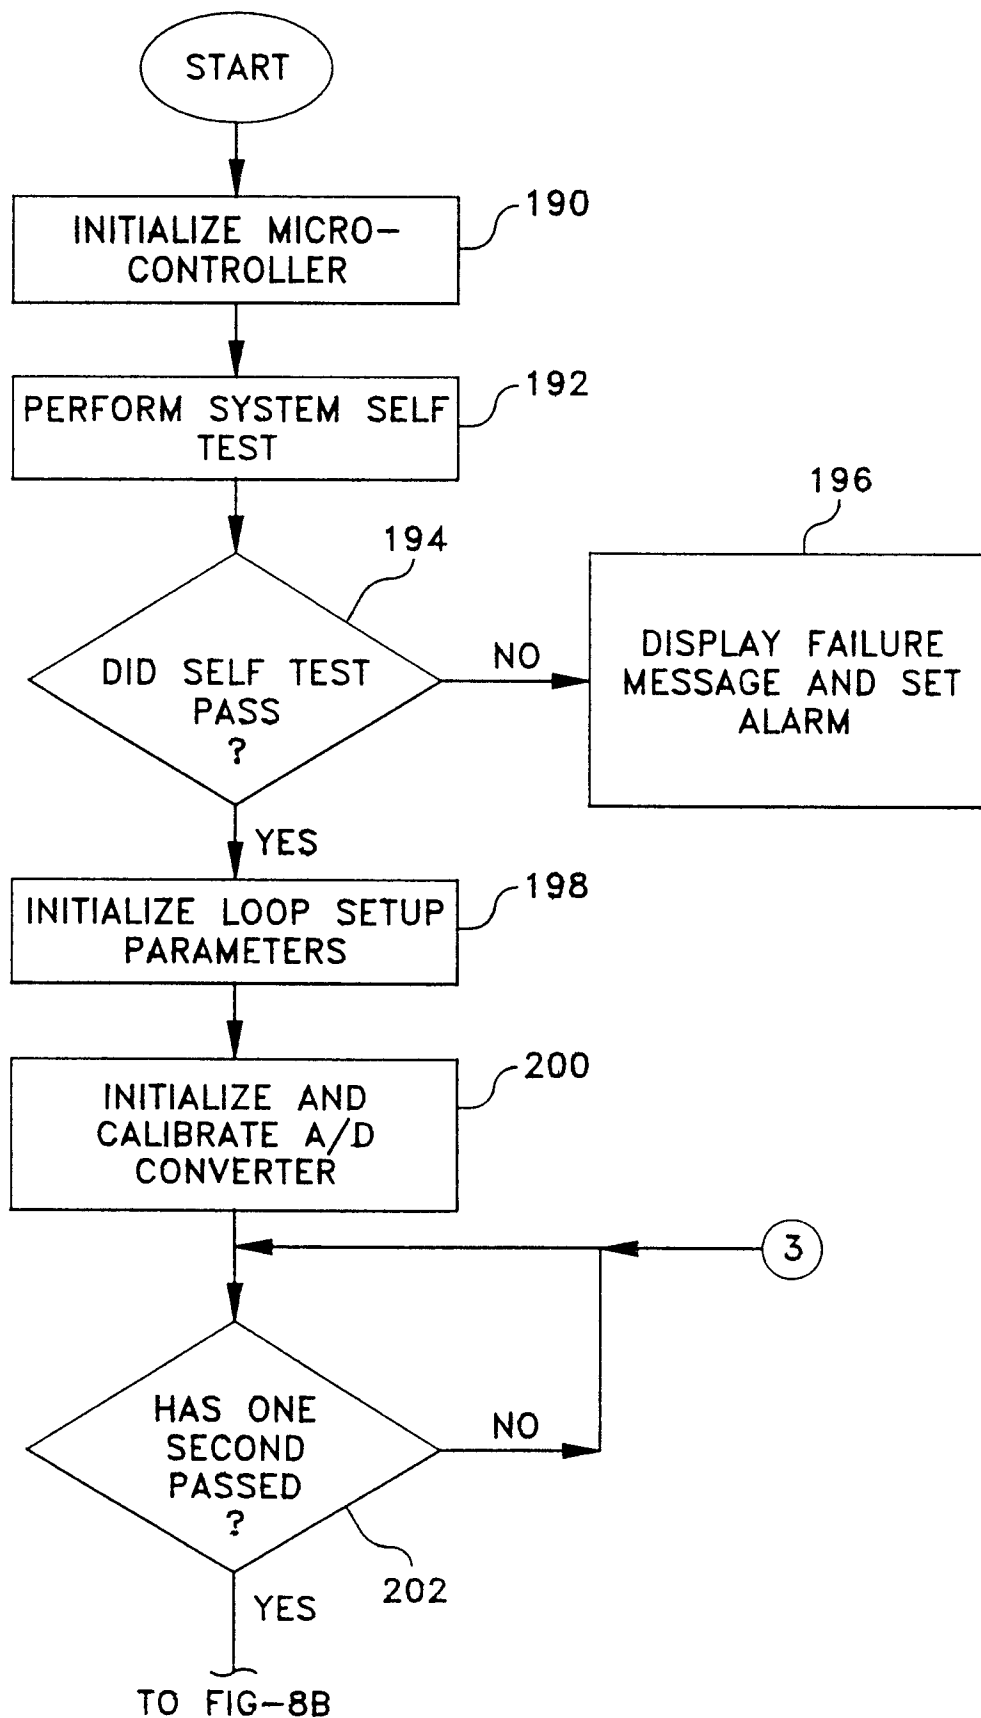 START
190
INITIALIZE MICRO-
CONTROLLER
192
PERFORM SYSTEM SELF
TEST
196
194
DID SELF TEST
PASS
?
NO
DISPLAY FAILURE
MESSAGE AND SET
ALARM
YES
198
INITIALIZE LOOP SETUP
PARAMETERS
200
INITIALIZE AND
CALIBRATE A/D
CONVERTER
3
HAS ONE
SECOND
PASSED
?
NO
202
YES
TO FIG-8B